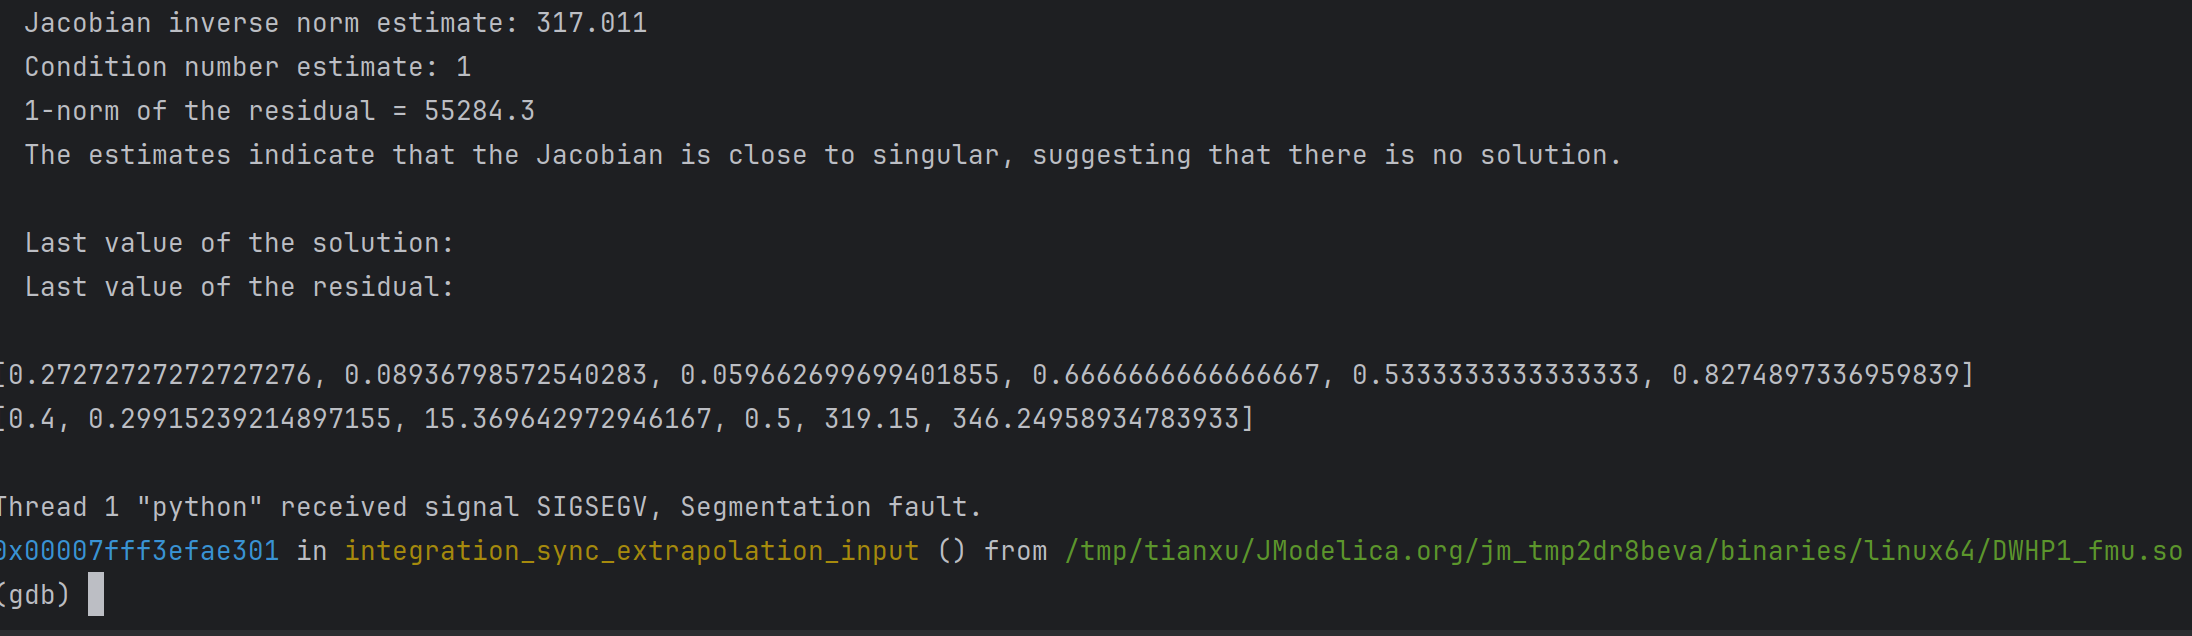 Jacobian inverse norm estimate: 317.011
Condition number estimate: 1
1-norm of the residual = 55284.3
The estimates indicate that the Jacobian is close to singular, suggesting that there is no solution.
Last value of the solution:
Last value of the residual:
[0.27272727272727276, 0.08936798572540283, 0.059662699699401855, 0.6666666666666667, 0.5333333333333333, 0.8274897336959839]
[0.4, 0.29915239214897155, 15.369642972946167, 0.5, 319.15, 346.24958934783933]
Thread 1 "python" received signal SIGSEGV, Segmentation fault.
0x00007fff3efae301 in integration_sync_extrapolation_input () from /tmp/tianxu/JModelica.org/jm_tmp2dr8beva/binaries/linux64/DWHP1_fmu.so
(gdb)